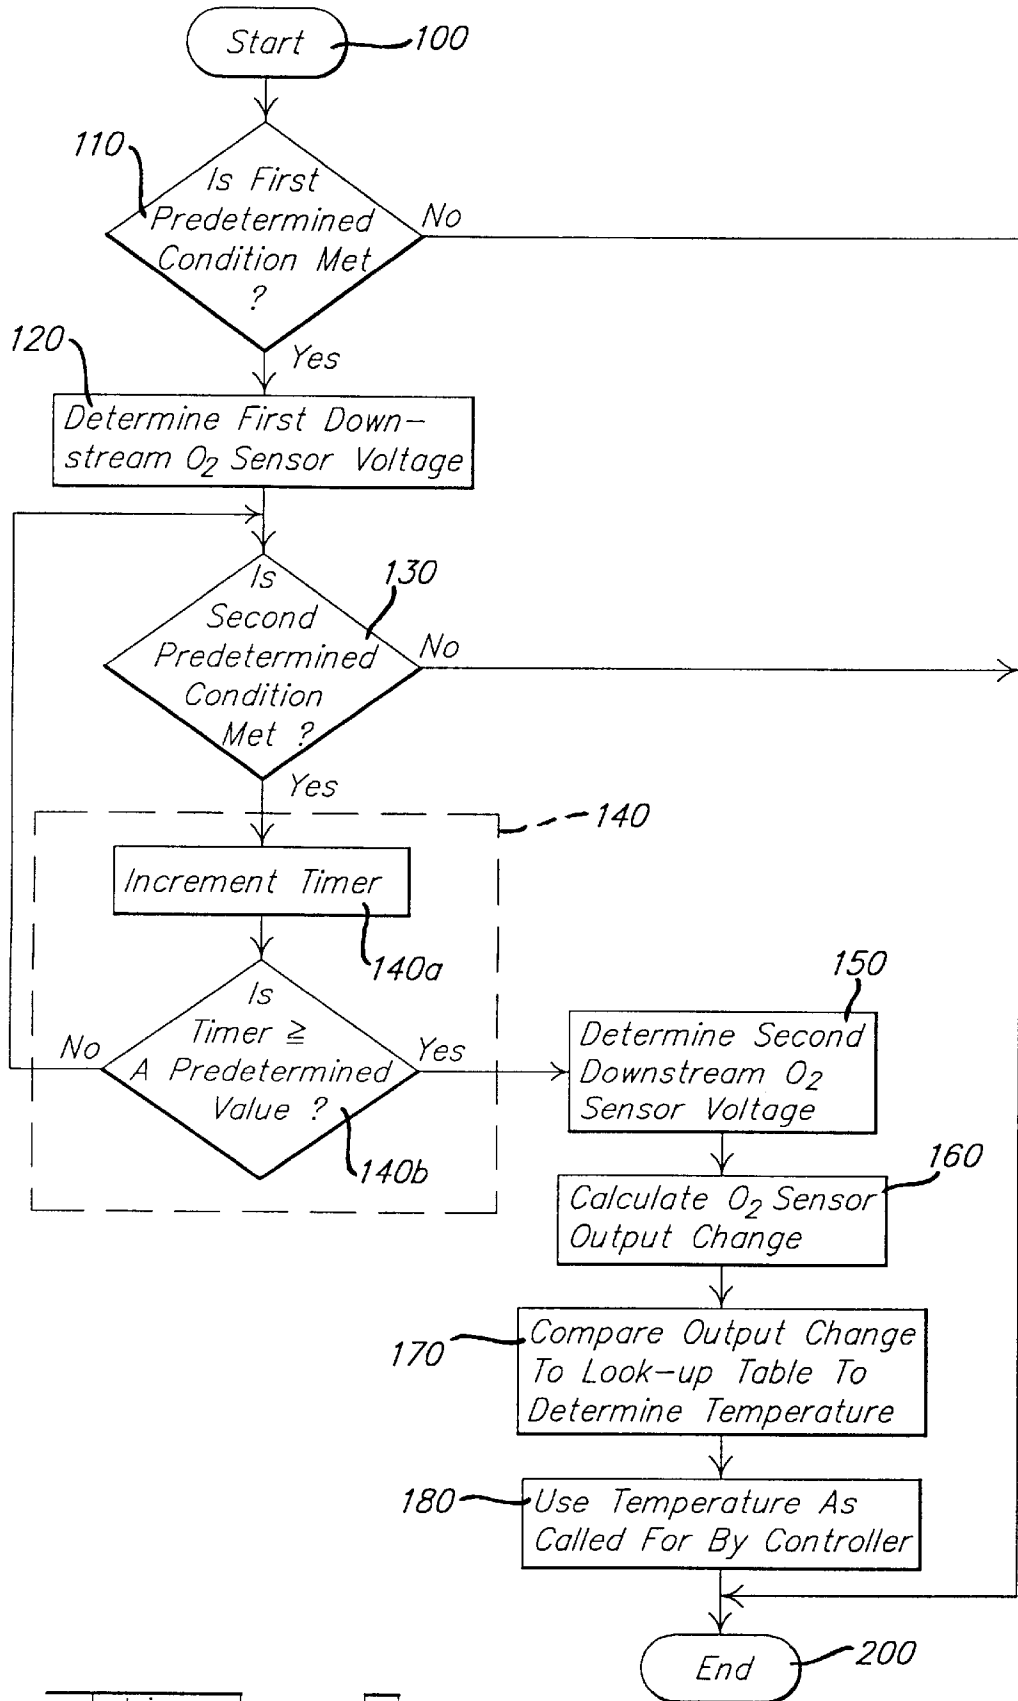 Start
100
110
Is First
Predetermined
Condition Met
?
No
Yes
120
Determine First Down-
stream O₂ Sensor Voltage
130
Is
Second
Predetermined
Condition
Met ?
No
Yes
140
Increment Timer
140a
Is
Timer ≧
A Predetermined
Value ?
No
Yes
140b
150
Determine Second
Downstream O₂
Sensor Voltage
160
Calculate O₂ Sensor
Output Change
170
Compare Output Change
To Look-up Table To
Determine Temperature
180
Use Temperature As
Called For By Controller
End
200